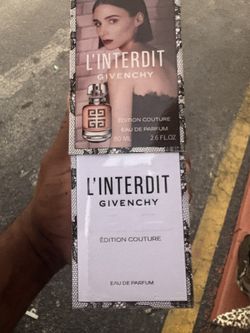 L'INTERDIT
GIVENCHY
ÉDITION COUTURE
EAU DE PARFUM
80 ML 2.6 FL.OZ
L'INTERDIT
GIVENCHY
ÉDITION COUTURE
EAU DE PARFUM